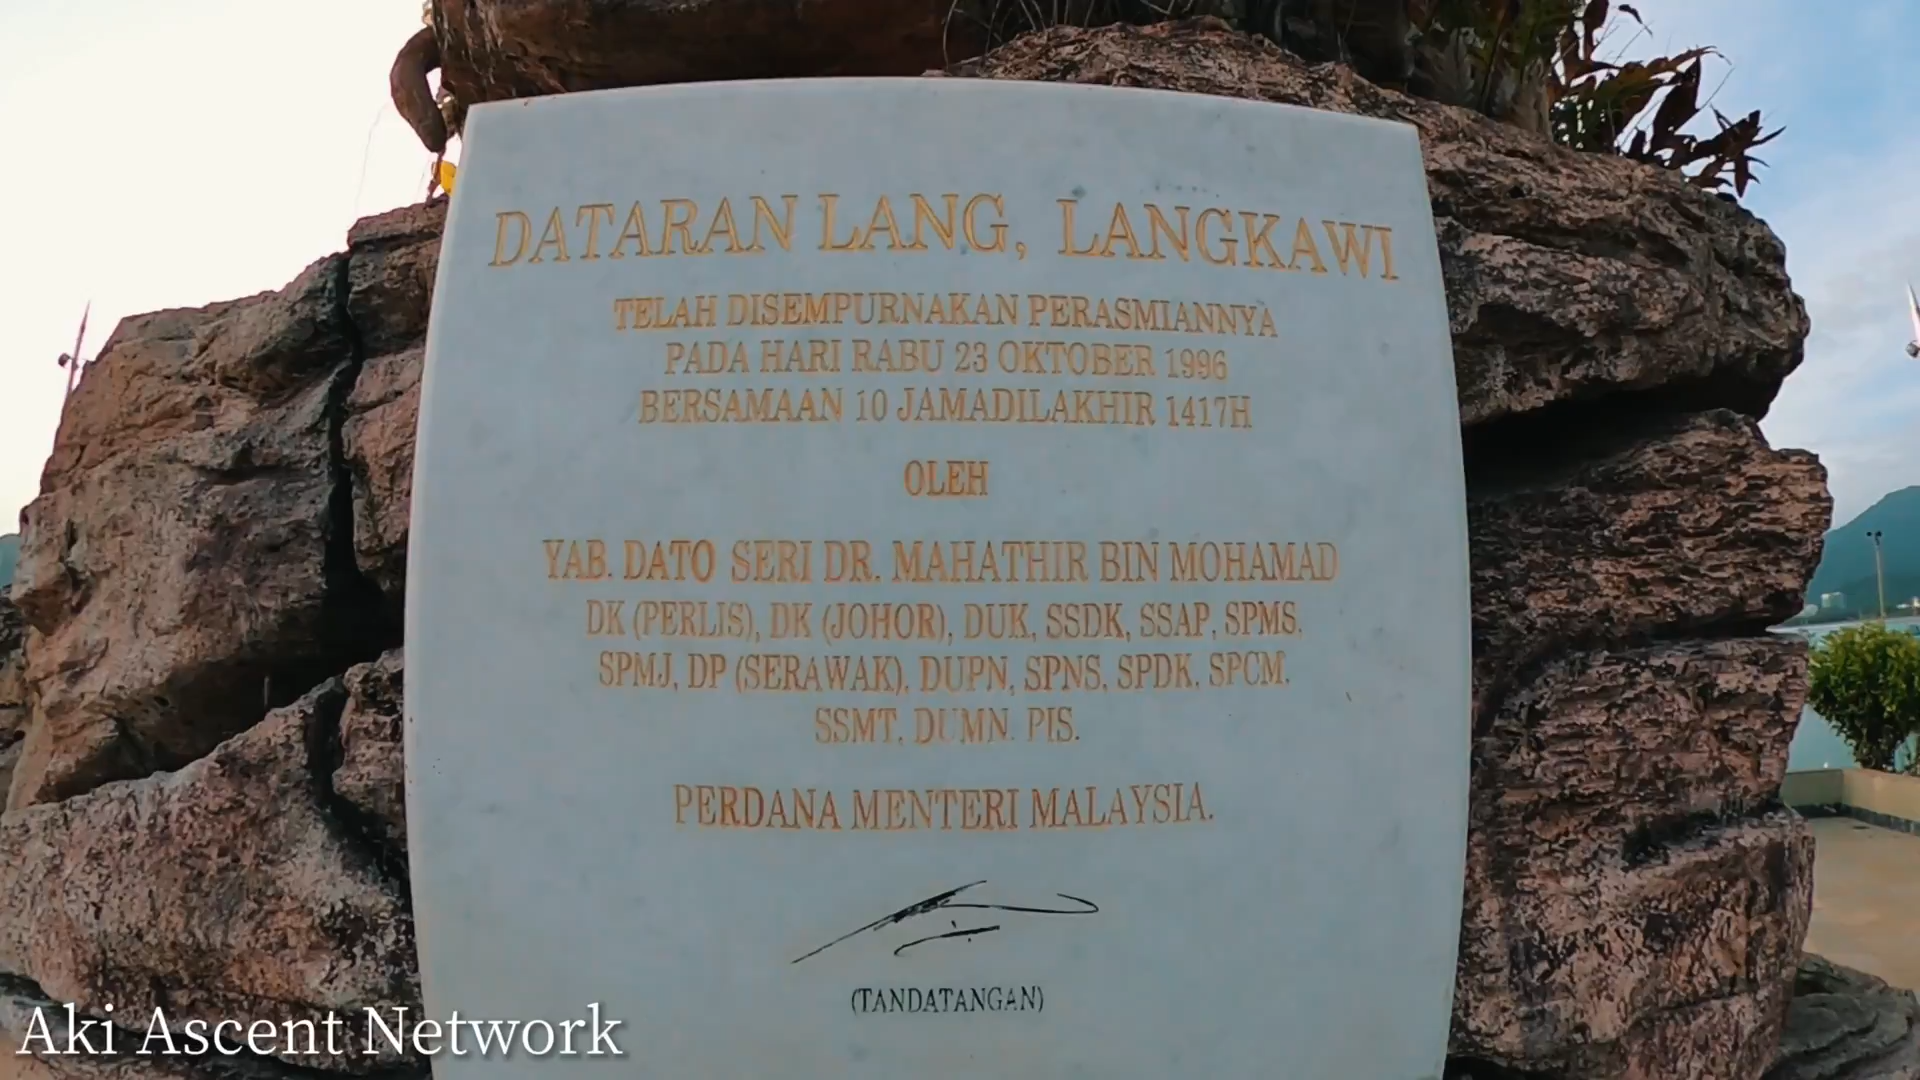 DATARAN LANG, LANGKAWI
TELAH DISEMPURNAKAN PERASMIANNYA
PADA HARI RABU 23 OKTOBER 1996
BERSAMAAN 10 JAMADILAKHIR 1417H
OLEH
YAB. DATO SERI DR. MAHATHIR BIN MOHAMAD
DK (PERLIS), DK (JOHOR), DUK, SSDK, SSAP, SPMS.
SPMJ, DP (SERAWAK), DUPN, SPNS, SPDK, SPCM,
SSMT, DUMN. PIS.
PERDANA MENTERI MALAYSIA.
(TANDATANGAN)
Aki Ascent Network